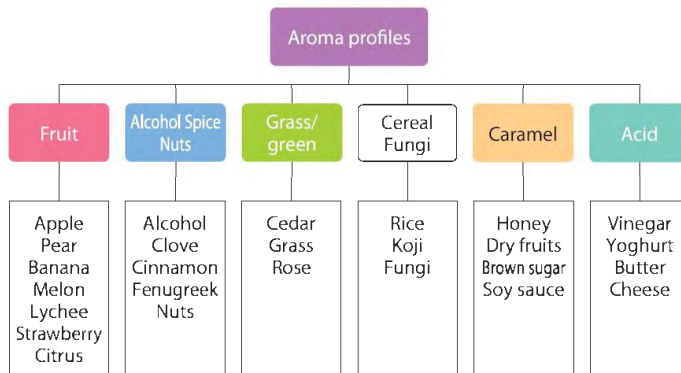 Aroma profiles
Fruit
Alcohol Spice
Nuts
Grass/
green
Cereal
Fungi
Caramel
Acid
Apple
Pear
Banana
Melon
Lychee
Strawberry
Citrus
Alcohol
Clove
Cinnamon
Fenugreek
Nuts
Cedar
Grass
Rose
Rice
Koji
Fungi
Honey
Dry fruits
Brown sugar
Soy sauce
Vinegar
Yoghurt
Butter
Cheese